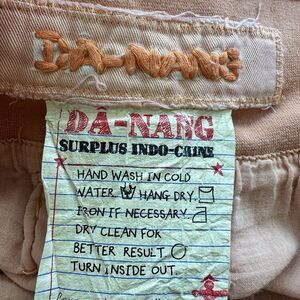 DA-NANG
DA-NANG
SURPLUS INDO-CHINE
HAND WASH IN COLD
WATER. HANG DRY.
IRON IF NECESSARY.
DRY CLEAN FOR
BETTER RESULT
TURN INSIDE OUT.